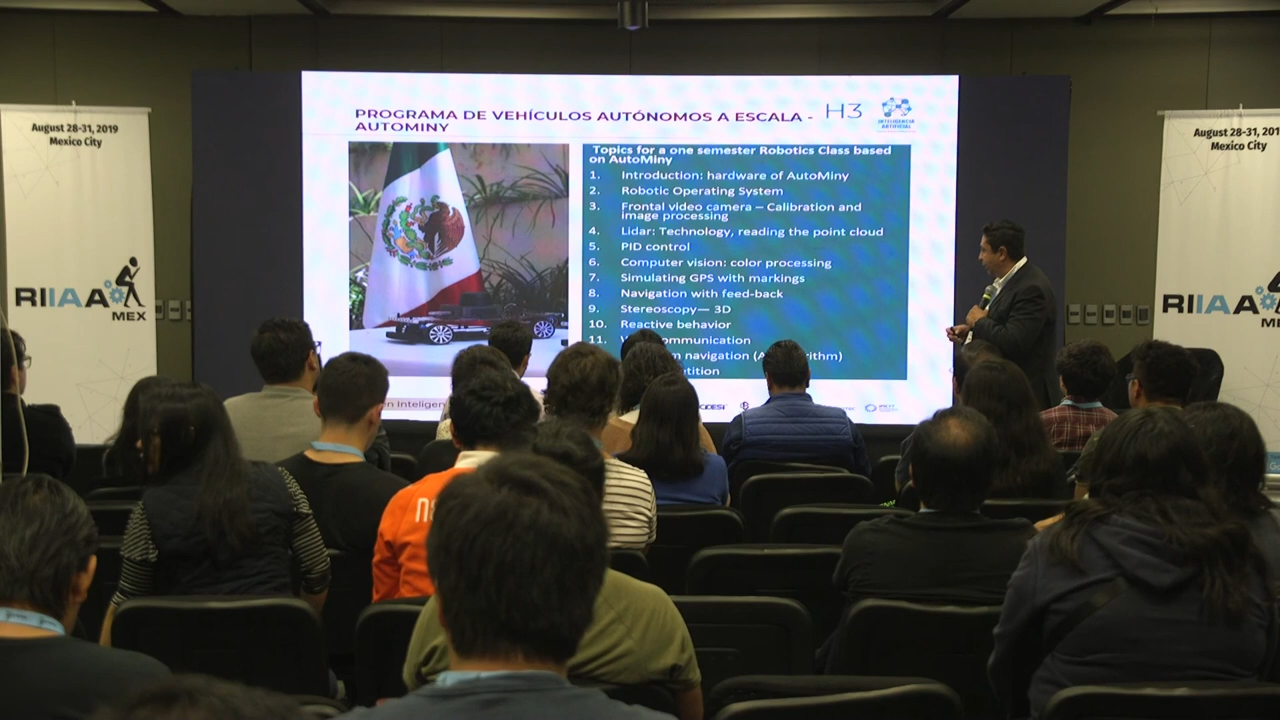 August 28-31, 2019
Mexico City
RIIAA
MEX
PROGRAMA DE VEHÍCULOS AUTÓNOMOS A ESCALA -
AUTOMINY
H3
INTELIGENCIA
ARTIFICIAL
Topics for a one semester Robotics Class based
on AutoMiny
1. Introduction: hardware of AutoMiny
2. Robotic Operating System
3. Frontal video camera – Calibration and
image processing
4. Lidar: Technology, reading the point cloud
5. PID control
6. Computer vision: color processing
7. Simulating GPS with markings
8. Navigation with feed-back
9. Stereoscopy— 3D
10. Reactive behavior
11.
navigation (A
August 28-31, 201
Mexico City
RIIAA
ME